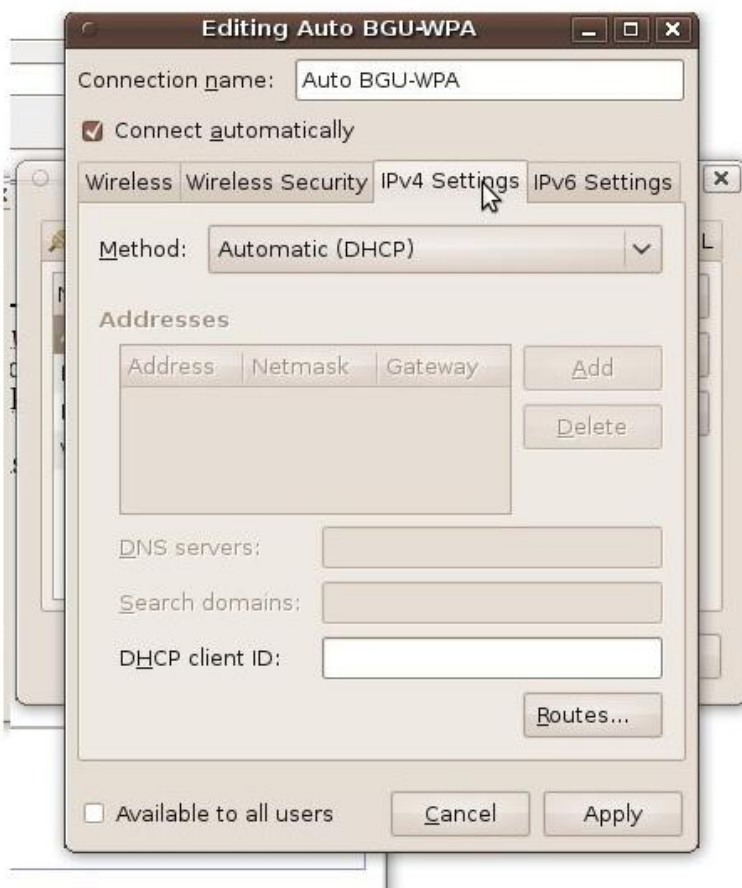 Editing Auto BGU-WPA
Connection name: Auto BGU-WPA
Connect automatically
Wireless Wireless Security IPv4 Settings IPv6 Settings
Method: Automatic (DHCP)
Addresses
Address Netmask Gateway
Add
Delete
DNS servers:
Search domains:
DHCP client ID:
Routes...
Available to all users Cancel Apply